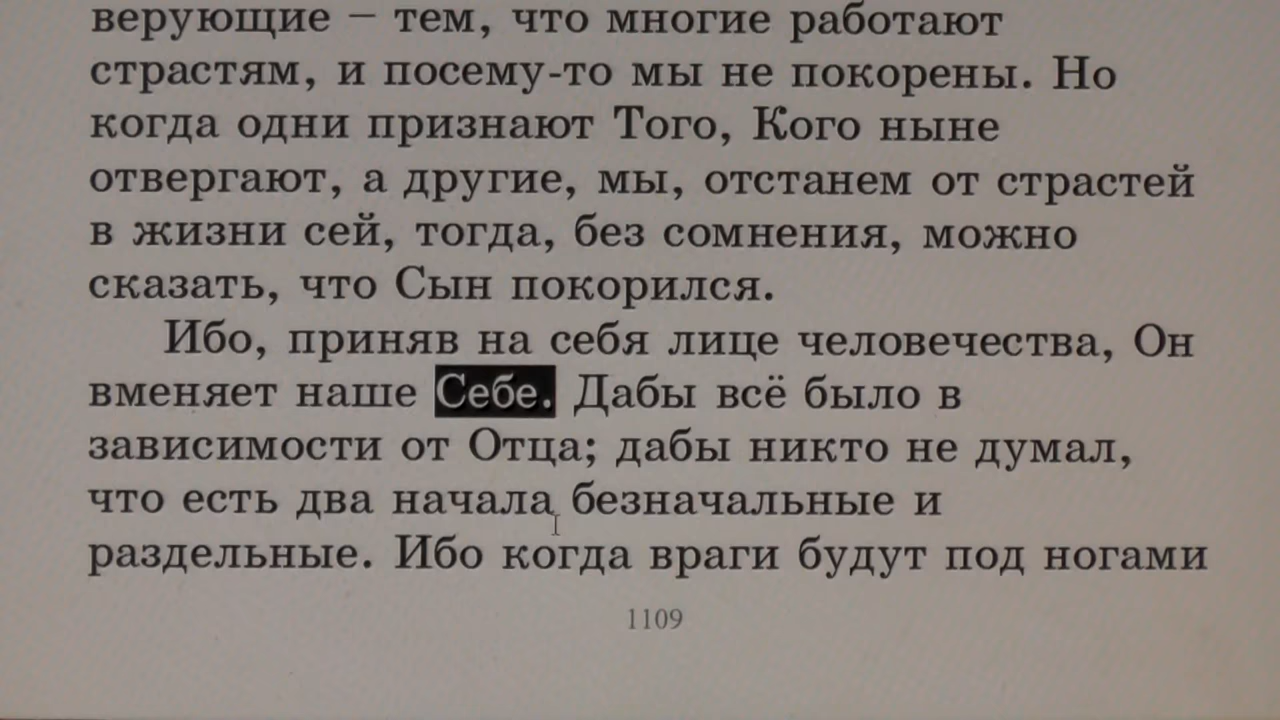 верующие – тем, что многие работают
страстям, и посему-то мы не покорены. Но
когда одни признают Того, Кого ныне
отвергают, а другие, мы, отстанем от страстей
в жизни сей, тогда, без сомнения, можно
сказать, что Сын покорился.
Ибо, приняв на себя лице человечества, Он
вменяет наше Себе. Дабы всё было в
зависимости от Отца; дабы никто не думал,
что есть два начала безначальные и
раздельные. Ибо когда враги будут под ногами
1109